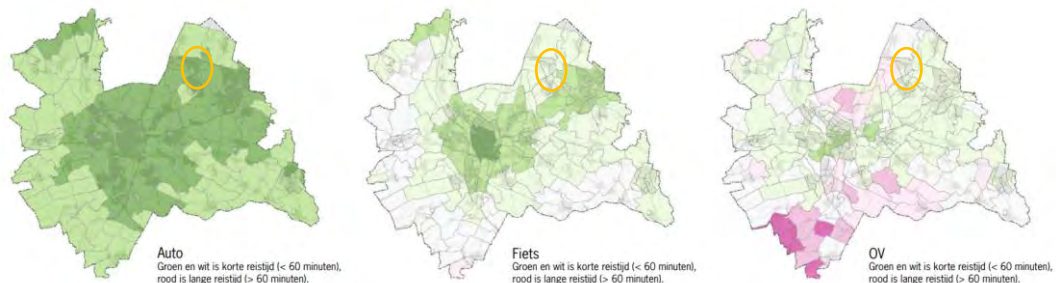 Auto
Groen en wit is korte reistijd (< 60 minuten),
rood is lange reistijd (> 60 minuten).
Fiets
Groen en wit is korte reistijd (< 60 minuten),
rood is lange reistijd (> 60 minuten).
OV
Groen en wit is korte reistijd (< 60 minuten),
rood is lange reistijd (> 60 minuten).